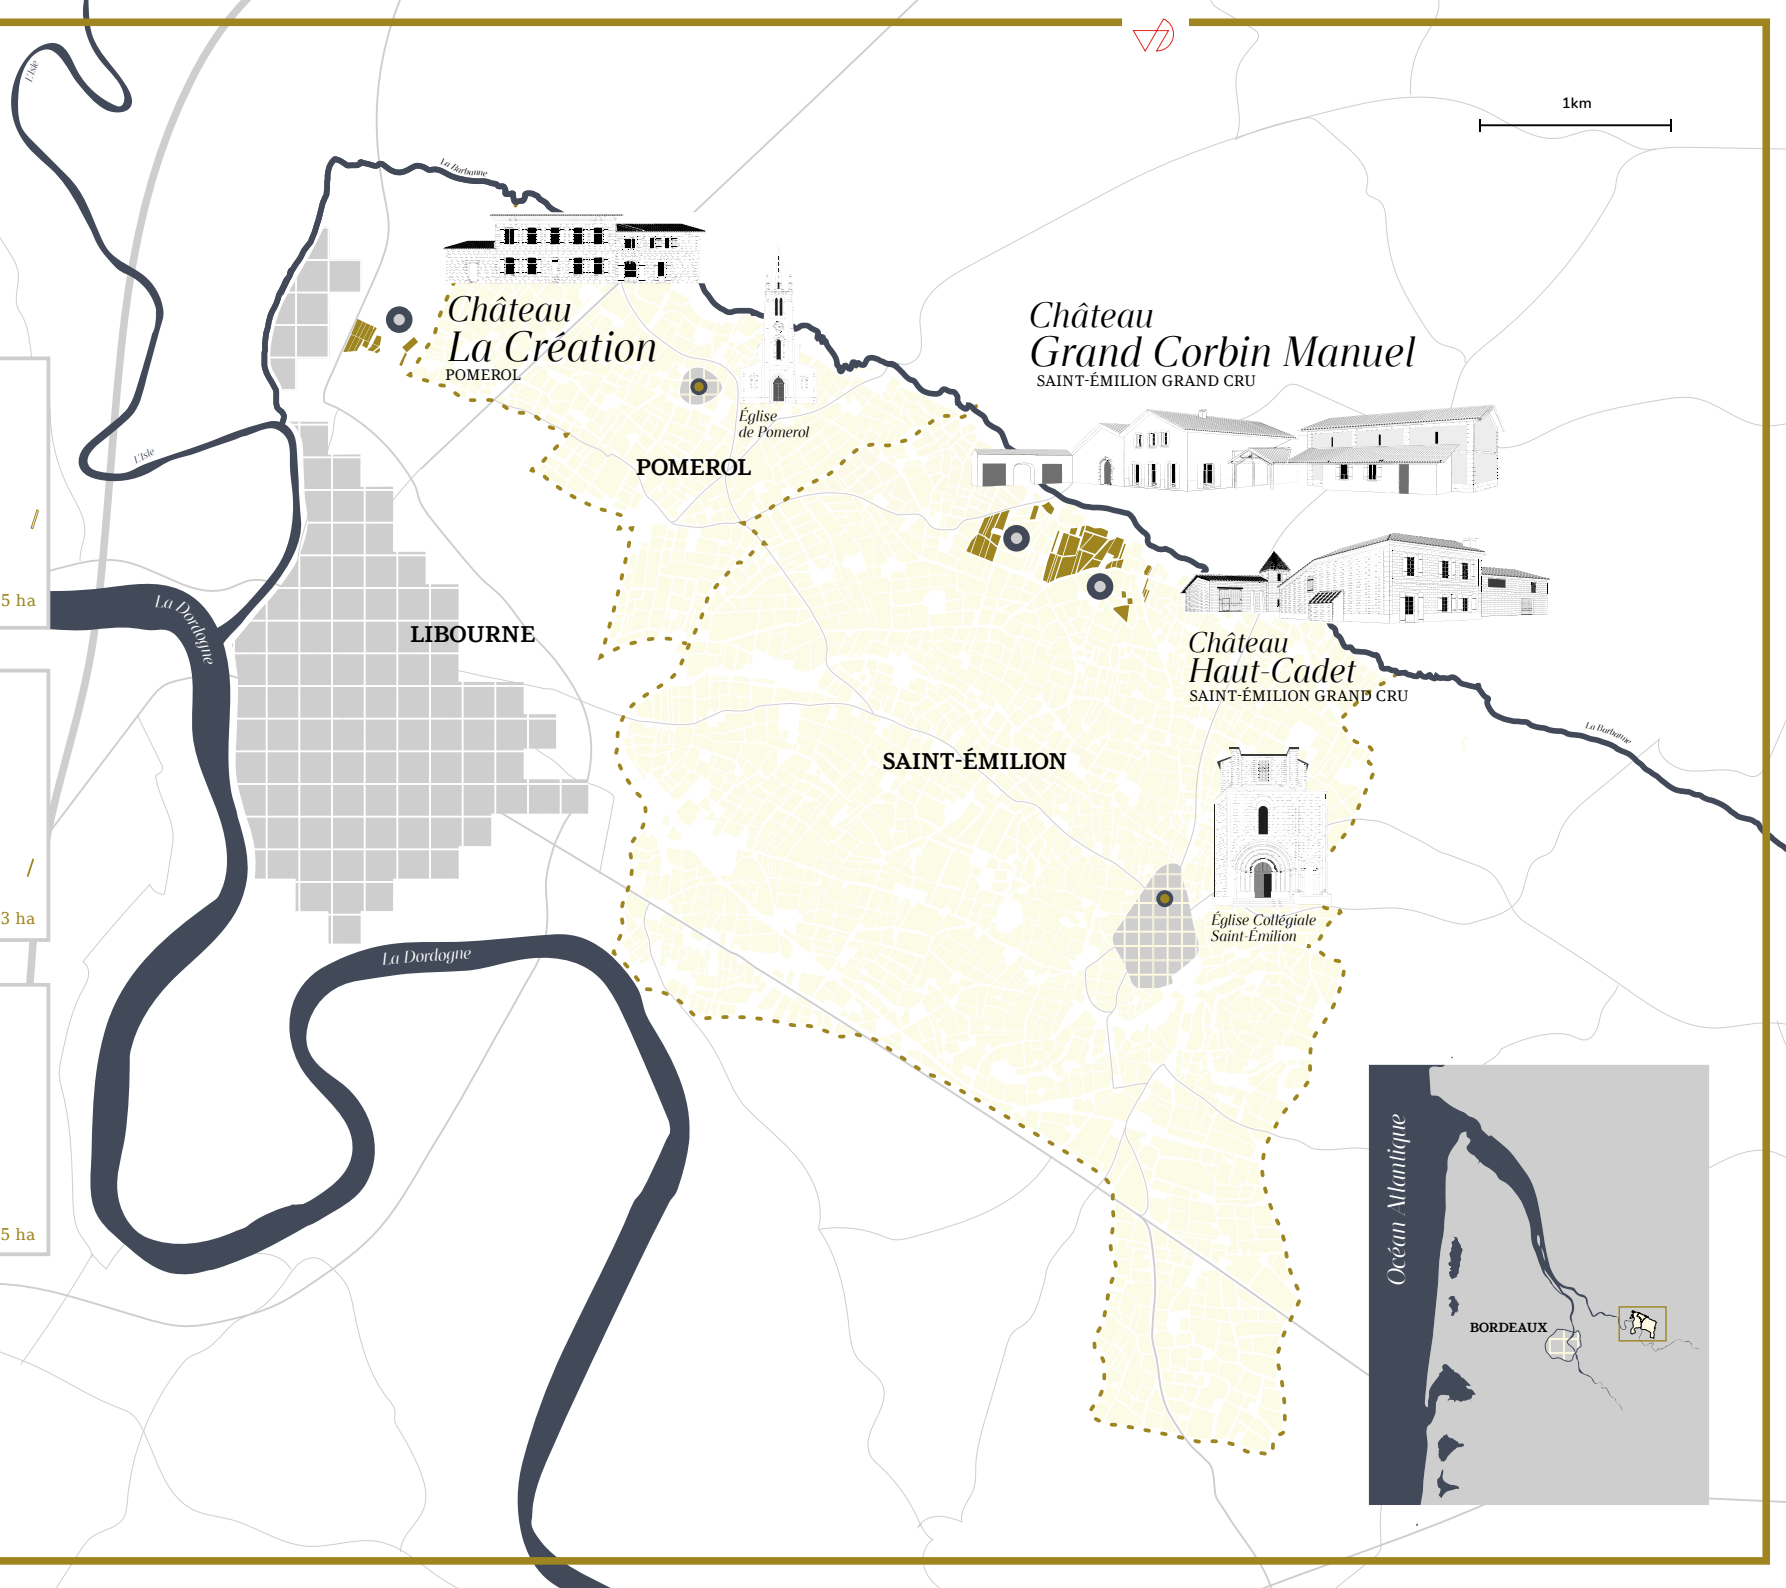 1km
L'Isle
La Barbanne
Château
La Création
POMEROL
Château
Grand Corbin Manuel
SAINT-ÉMILION GRAND CRU
Église
de Pomerol
L'Isle
POMEROL
5 ha
La Dordogne
LIBOURNE
Château
Haut-Cadet
SAINT-ÉMILION GRAND CRU
La Barbanne
SAINT-ÉMILION
3 ha
Église Collégiale
Saint-Émilion
La Dordogne
5 ha
Océan Atlantique
BORDEAUX